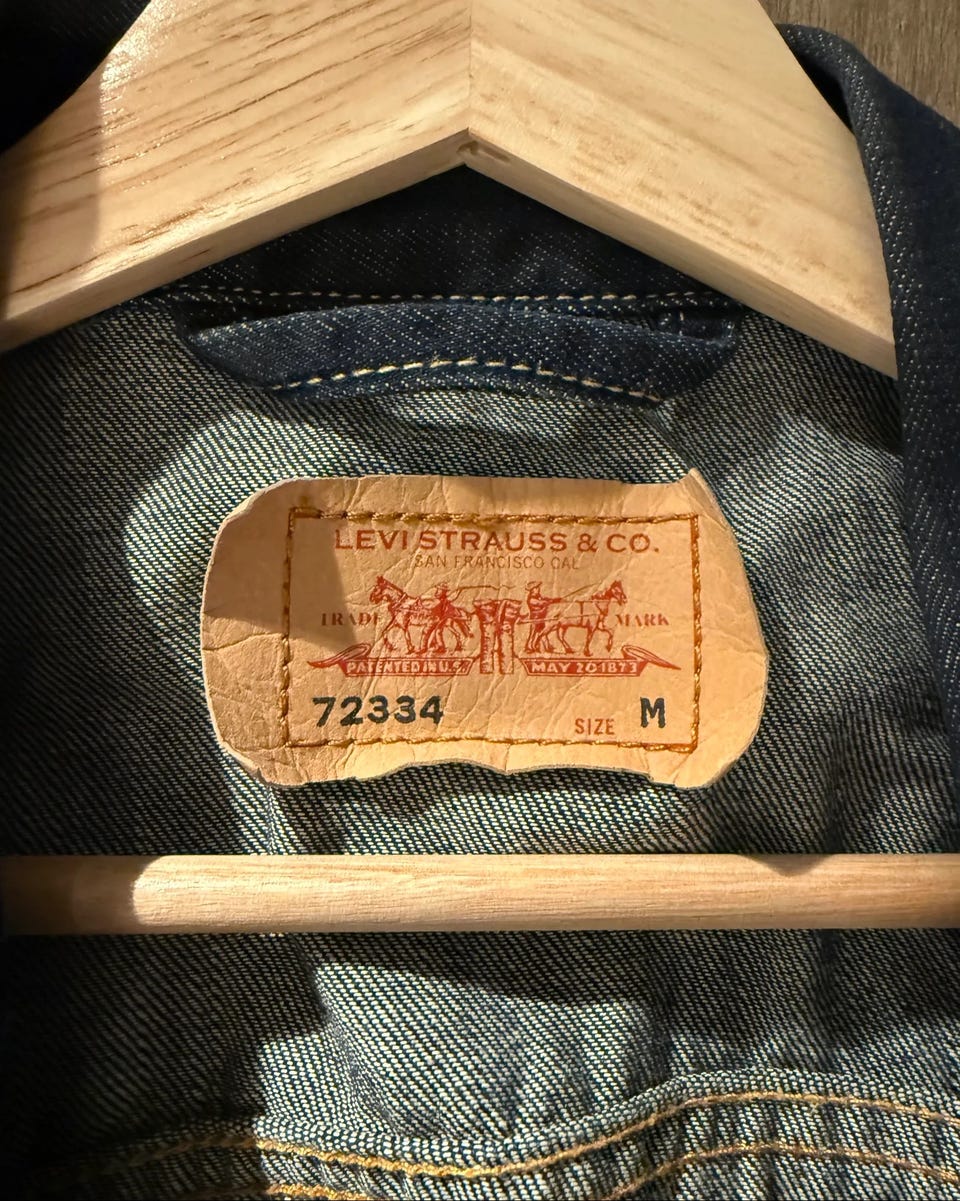 LEVI STRAUSS & CO.
SAN FRANCISCO CAL
TRADE MARK
PATENTED IN U.S. MAY 20 1873
72334 SIZE M